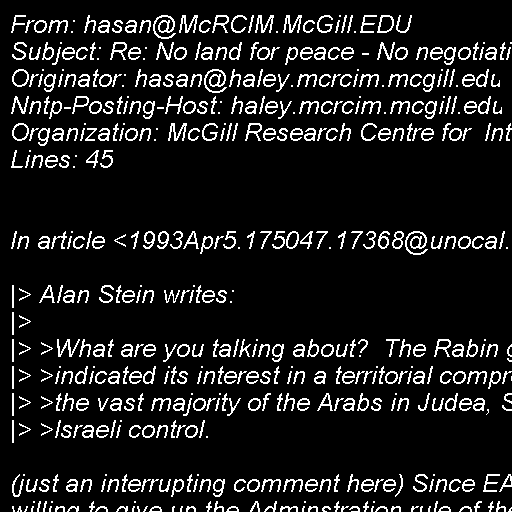 From: hasan@McRCIM.McGill.EDU
Subject: Re: No land for peace - No negotiati
Originator: hasan@haley.mcrcim.mcgill.edu
Nntp-Posting-Host: haley.mcrcim.mcgill.edu
Organization: McGill Research Centre for  Int
Lines: 45
In article <1993Apr5.175047.17368@unocal.
|> Alan Stein writes:
|>
|> >What are you talking about?  The Rabin g
|> >indicated its interest in a territorial compr
|> >the vast majority of the Arabs in Judea, S
|> >Israeli control.
(just an interrupting comment here) Since EA
willing to give up the Adminstration rule of the